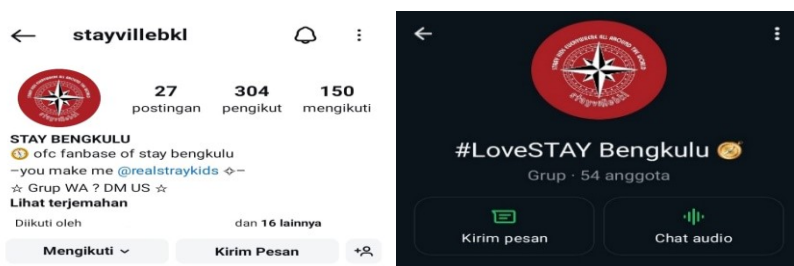 stayvillebkl
27 304 150
postingan pengikut mengikuti
STAY BENGKULU
🧭 ofc fanbase of stay bengkulu
–you make me @realstraykids ✧–
☆ Grup WA ? DM US ☆
Lihat terjemahan
Diikuti oleh dan 16 lainnya
Mengikuti Kirim Pesan
#LoveSTAY Bengkulu 🧭
Grup · 54 anggota
Kirim pesan Chat audio